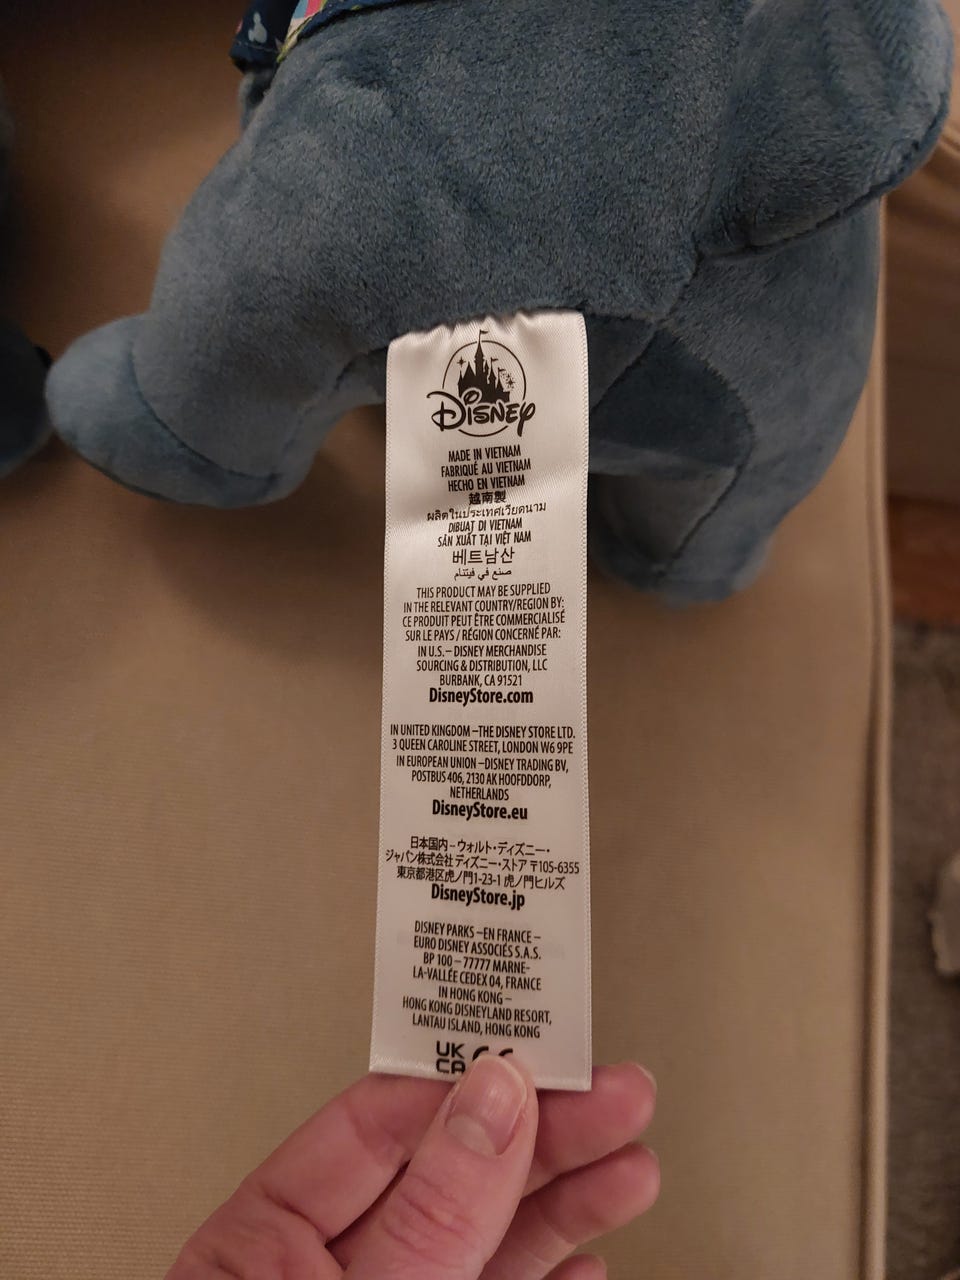 Disney
MADE IN VIETNAM
FABRIQUÉ AU VIETNAM
HECHO EN VIETNAM
越南製
ผลิตในประเทศเวียดนาม
DIBUAT DI VIETNAM
SẢN XUẤT TẠI VIỆT NAM
베트남산
صنع في فيتنام
THIS PRODUCT MAY BE SUPPLIED
IN THE RELEVANT COUNTRY/REGION BY:
CE PRODUIT PEUT ÊTRE COMMERCIALISÉ
SUR LE PAYS / RÉGION CONCERNÉ PAR:
IN U.S.– DISNEY MERCHANDISE
SOURCING & DISTRIBUTION, LLC
BURBANK, CA 91521
DisneyStore.com
IN UNITED KINGDOM –THE DISNEY STORE LTD.
3 QUEEN CAROLINE STREET, LONDON W6 9PE
IN EUROPEAN UNION –DISNEY TRADING BV,
POSTBUS 406, 2130 AK HOOFDDORP,
NETHERLANDS
DisneyStore.eu
日本国内–ウォルト・ディズニー・
ジャパン株式会社 ディズニー・ストア 〒105-6355
東京都港区虎ノ門1-23-1 虎ノ門ヒルズ
DisneyStore.jp
DISNEY PARKS –EN FRANCE –
EURO DISNEY ASSOCIÉS S.A.S.
BP 100 – 77777 MARNE-
LA-VALLÉE CEDEX 04, FRANCE
IN HONG KONG –
HONG KONG DISNEYLAND RESORT,
LANTAU ISLAND, HONG KONG
UK
CA